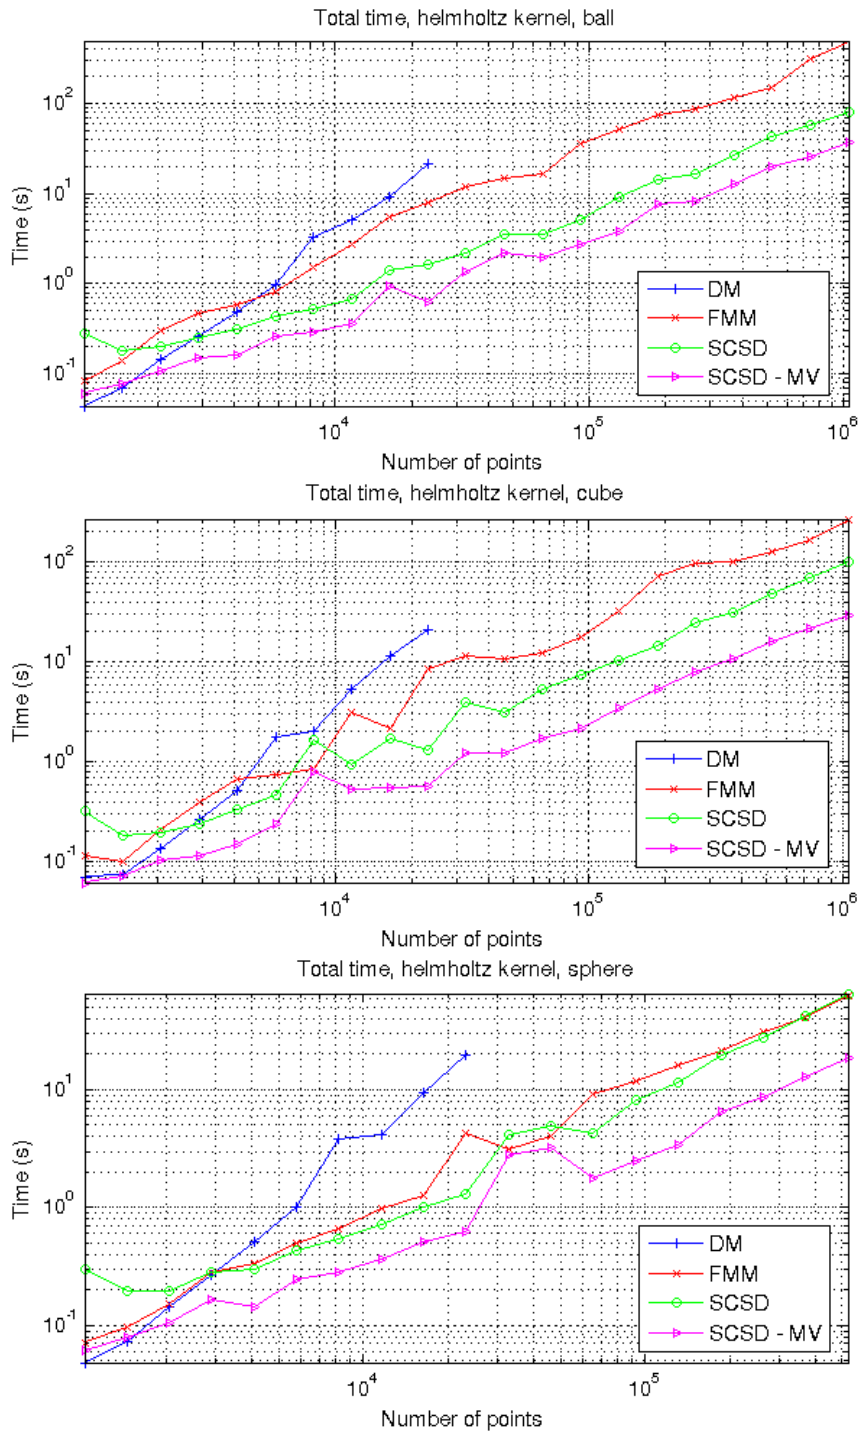 Total time, helmholtz kernel, ball
10^2
10^1
10^0
10^-1
Time (s)
DM
FMM
SCSD
SCSD - MV
10^4
10^5
10^6
Number of points
Total time, helmholtz kernel, cube
10^2
10^1
10^0
10^-1
Time (s)
DM
FMM
SCSD
SCSD - MV
10^4
10^5
10^6
Number of points
Total time, helmholtz kernel, sphere
10^1
10^0
10^-1
Time (s)
DM
FMM
SCSD
SCSD - MV
10^4
10^5
Number of points